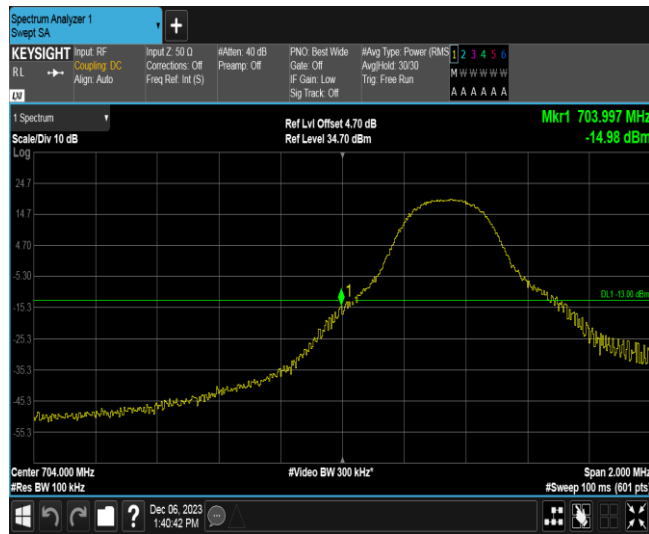 Spectrum Analyzer 1
Swept SA
+
KEYSIGHT
RL
LXI
Input: RF
Coupling: DC
Align: Auto
Input Z: 50 Ω
Corrections: Off
Freq Ref: Int (S)
#Atten: 40 dB
Preamp: Off
PNO: Best Wide
Gate: Off
IF Gain: Low
Sig Track: Off
#Avg Type: Power (RMS
Avg|Hold: 30/30
Trig: Free Run
1 2 3 4 5 6
M W W W W W
A A A A A A
1 Spectrum
Scale/Div 10 dB
Ref Lvl Offset 4.70 dB
Ref Level 34.70 dBm
Mkr1 703.997 MHz
-14.98 dBm
Log
24.7
14.7
4.70
-5.30
-15.3
-25.3
-35.3
-45.3
-55.3
1
DL1 -13.00 dBm
Center 704.000 MHz
#Res BW 100 kHz
#Video BW 300 kHz*
Span 2.000 MHz
#Sweep 100 ms (601 pts)
?
Dec 06, 2023
1:40:42 PM